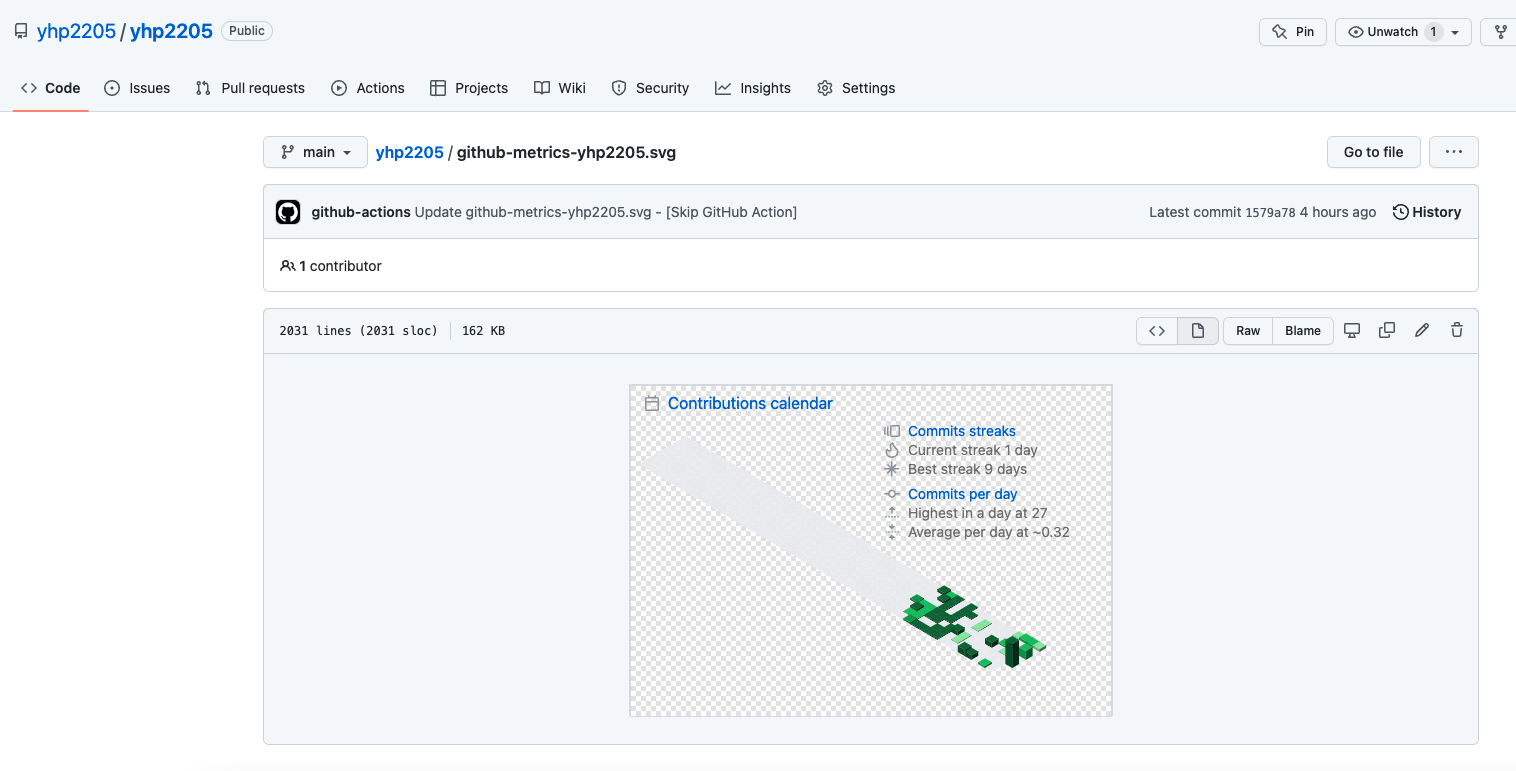 yhp2205 / yhp2205 Public
Pin Unwatch 1
Code Issues Pull requests Actions Projects Wiki Security Insights Settings
main yhp2205 / github-metrics-yhp2205.svg Go to file ...
github-actions Update github-metrics-yhp2205.svg - [Skip GitHub Action] Latest commit 1579a78 4 hours ago History
1 contributor
2031 lines (2031 sloc) 162 KB Raw Blame
Contributions calendar
Commits streaks
Current streak 1 day
Best streak 9 days
Commits per day
Highest in a day at 27
Average per day at ~0.32